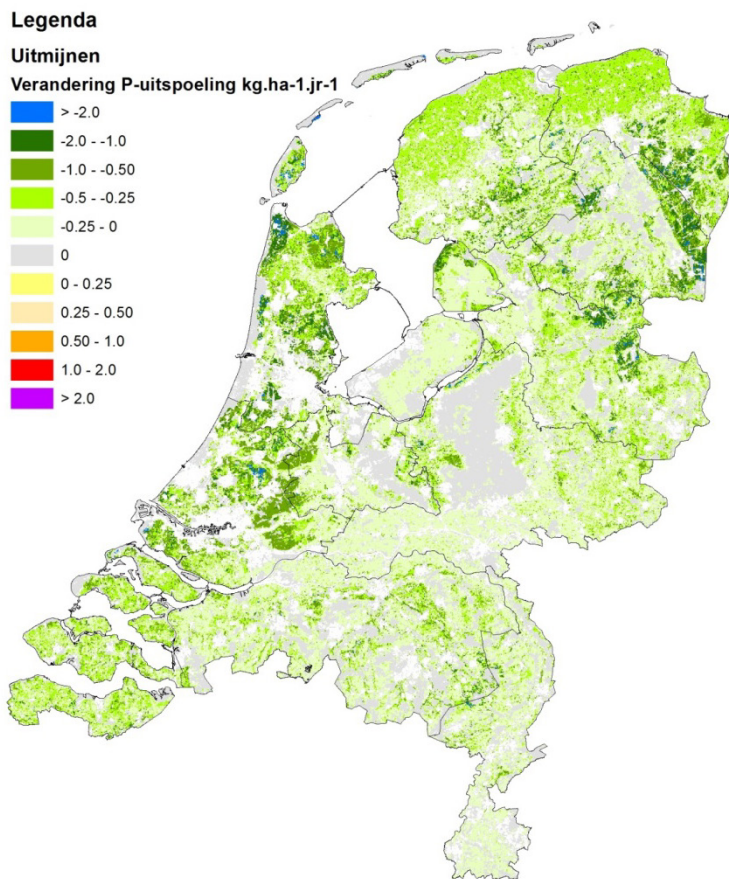 Legenda
Uitmijnen
Verandering P-uitspoeling kg.ha-1.jr-1
> -2.0
-2.0 - -1.0
-1.0 - -0.50
-0.5 - -0.25
-0.25 - 0
0
0 - 0.25
0.25 - 0.50
0.50 - 1.0
1.0 - 2.0
> 2.0